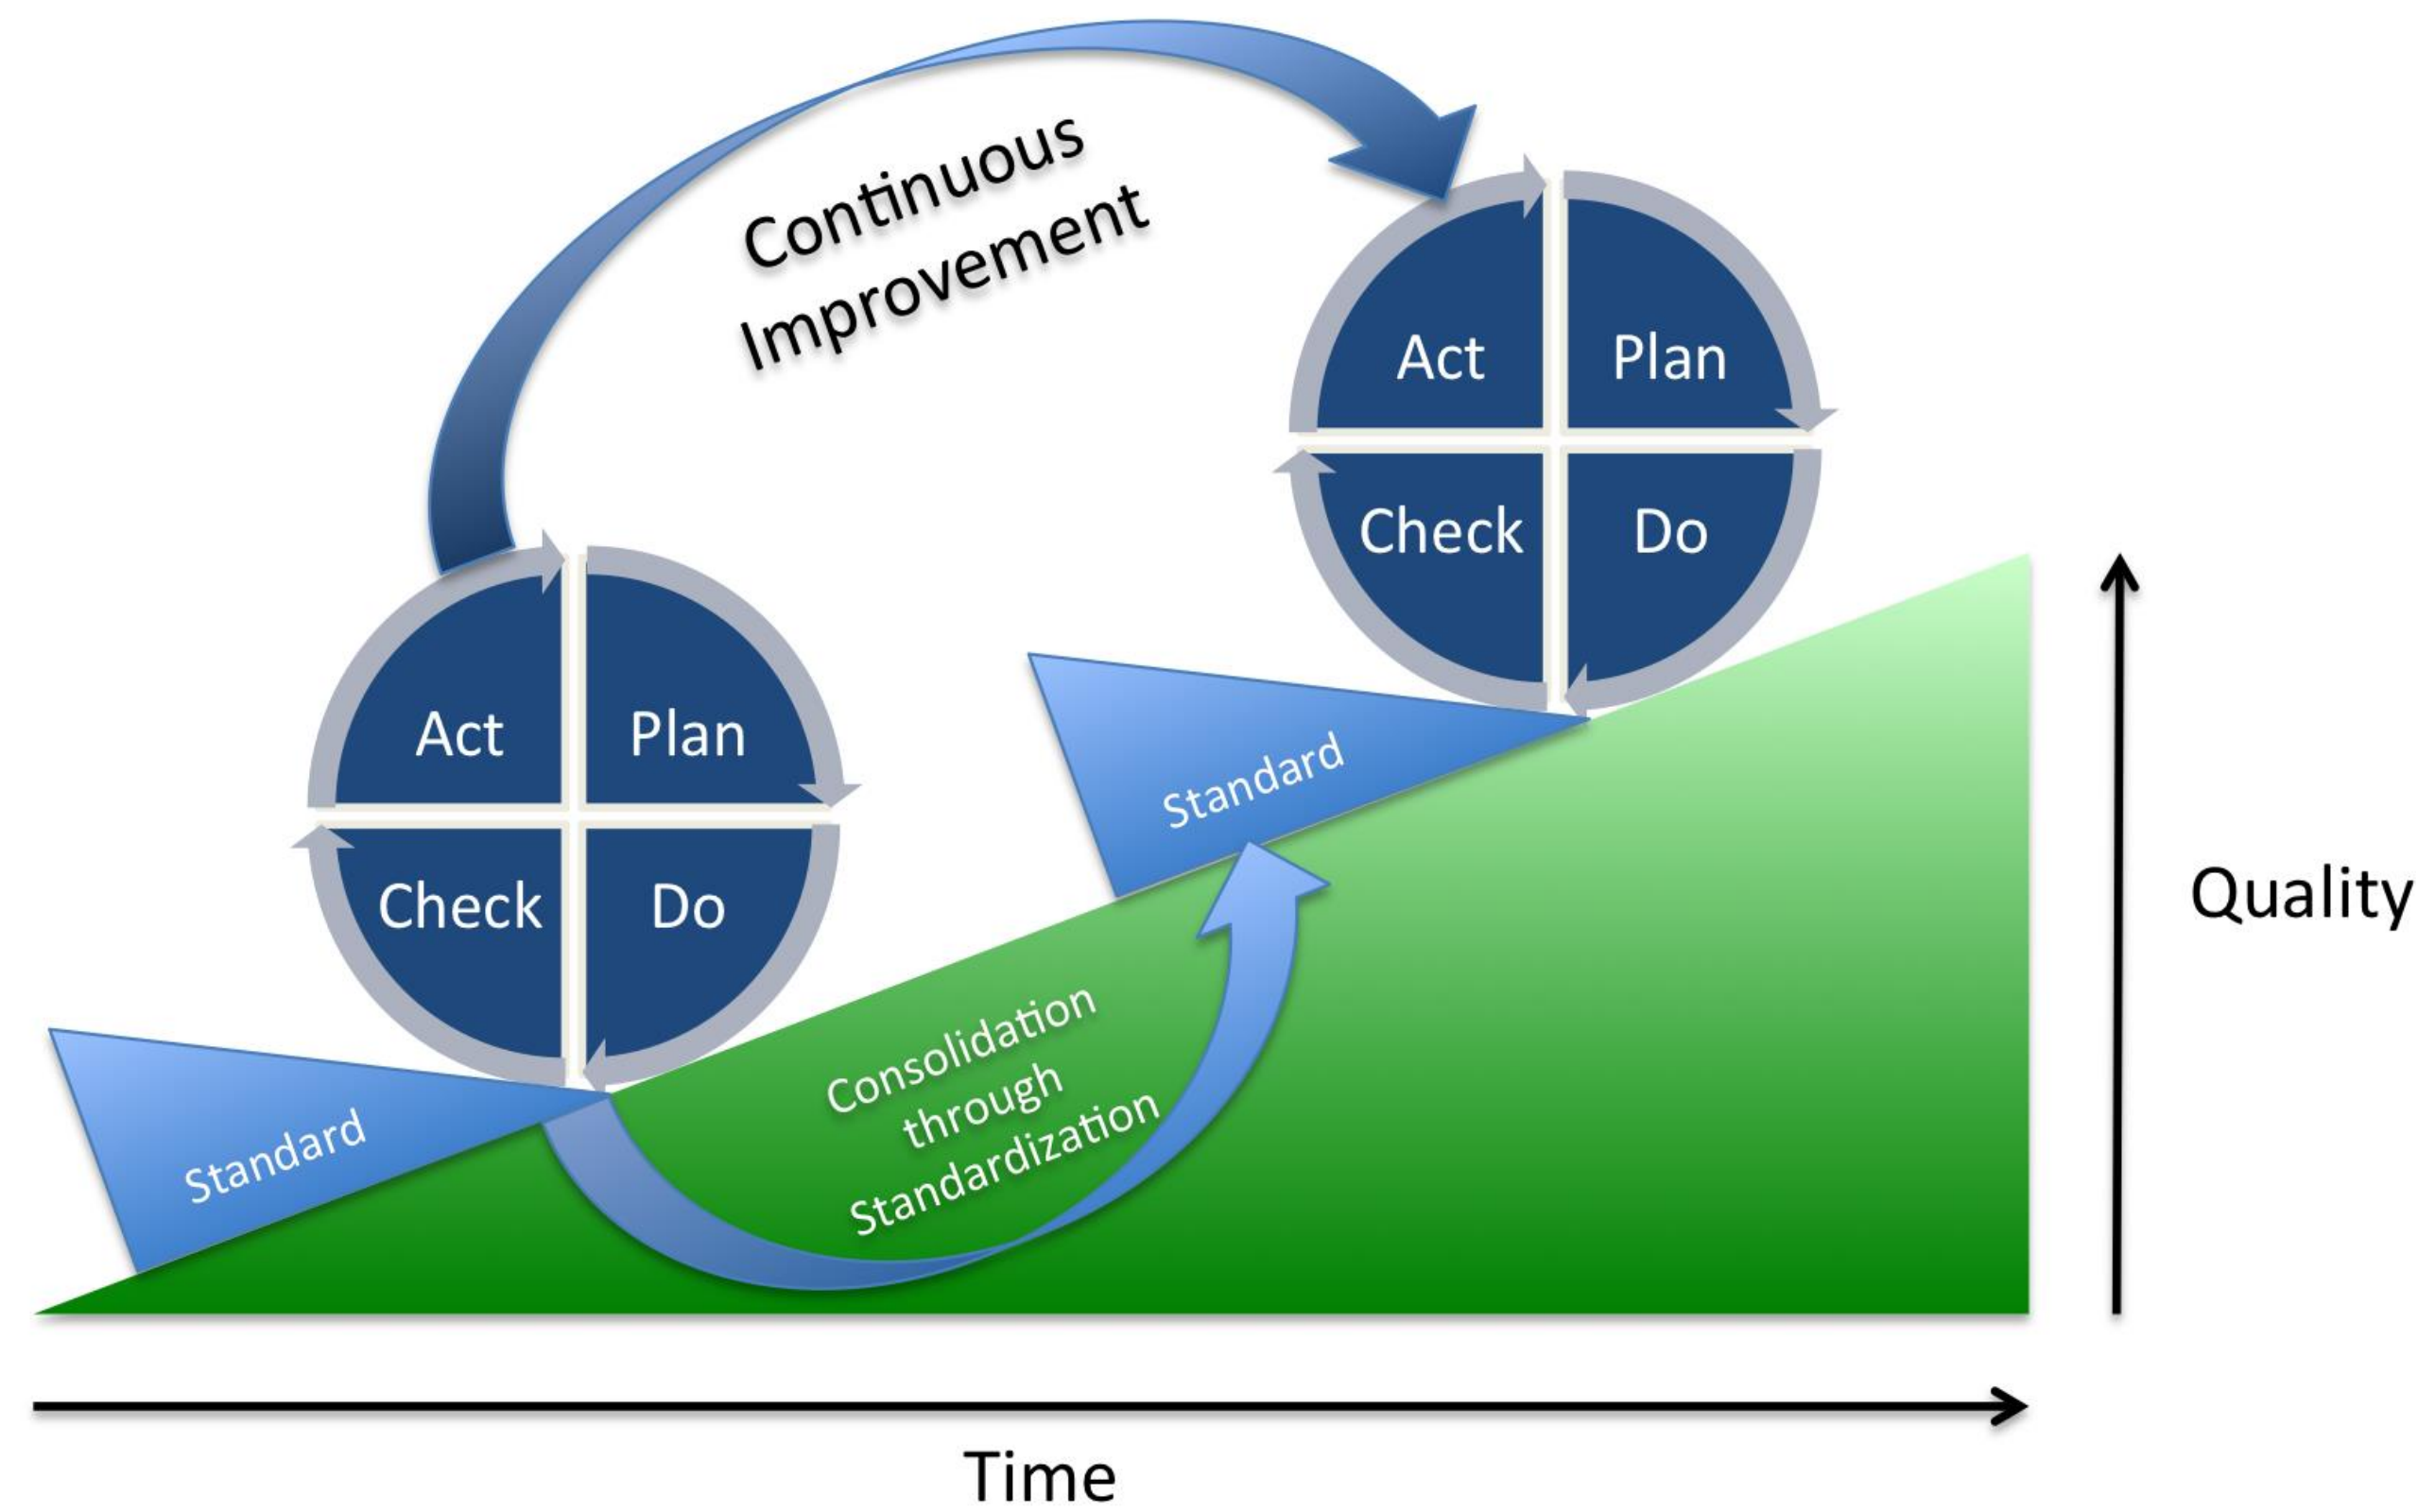 Continuous
Improvement
Act
Plan
Check
Do
Act
Plan
Check
Do
Standard
Standard
Consolidation
through
Standardization
Quality
Time